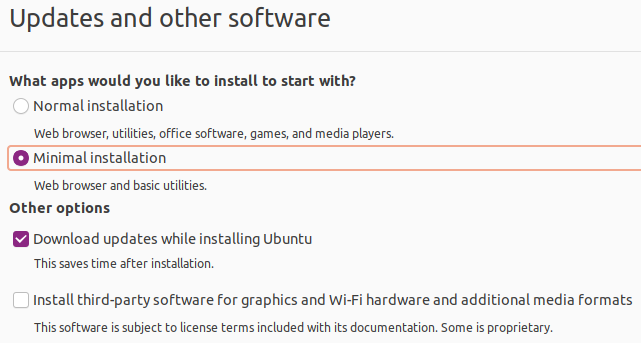 Updates and other software
What apps would you like to install to start with?
Normal installation
Web browser, utilities, office software, games, and media players.
Minimal installation
Web browser and basic utilities.
Other options
Download updates while installing Ubuntu
This saves time after installation.
Install third-party software for graphics and Wi-Fi hardware and additional media formats
This software is subject to license terms included with its documentation. Some is proprietary.